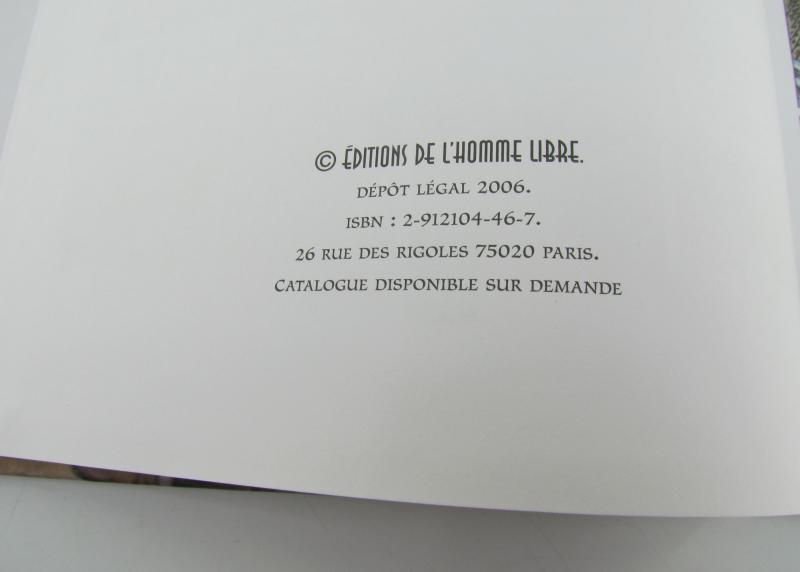 © ÉDITIONS DE L'HOMME LIBRE.
DÉPÔT LÉGAL 2006.
ISBN : 2-912104-46-7.
26 RUE DES RIGOLES 75020 PARIS.
CATALOGUE DISPONIBLE SUR DEMANDE